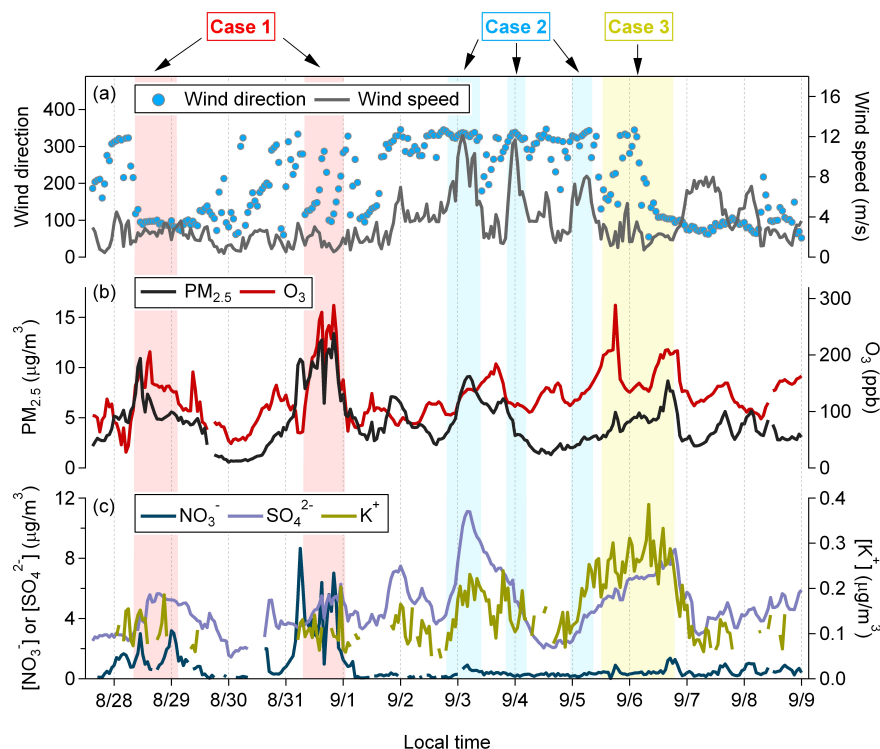 Case 1 Case 2 Case 3
(a) Wind direction Wind speed
Wind direction
400
300
200
100
0
16
12
8
4
0
Wind speed (m/s)
(b) PM2.5 O3
PM2.5 (µg/m3)
15
10
5
0
300
200
100
0
O3 (ppb)
(c)
NO3- SO42- K+
[NO3-] or [SO42-] (µg/m3)
12
8
4
0
0.4
0.3
0.2
0.1
0.0
[K+] (µg/m3)
8/28 8/29 8/30 8/31 9/1 9/2 9/3 9/4 9/5 9/6 9/7 9/8 9/9
Local time